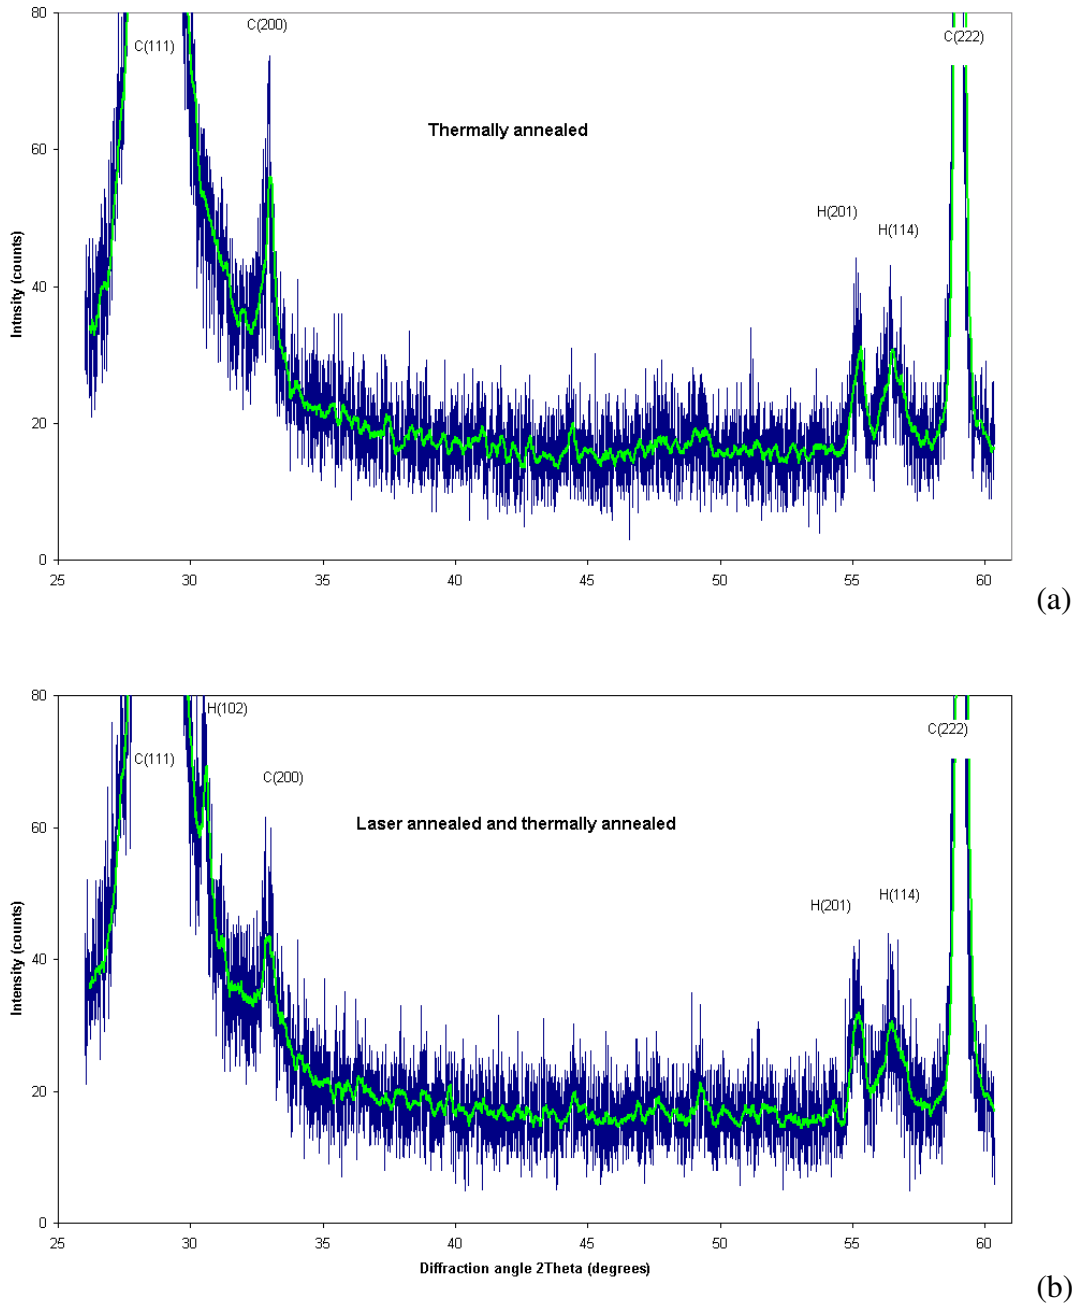 80
C(200)
C(111)
C(222)
Thermally annealed
60
H(201)
H(114)
Intnsity (counts)
40
20
0
25 30 35 40 45 50 55 60
(a)
80
H(102)
C(111)
C(222)
C(200)
Laser annealed and thermally annealed
60
H(201)
H(114)
Intensity (counts)
40
20
0
25 30 35 40 45 50 55 60
Diffraction angle 2Theta (degrees)
(b)